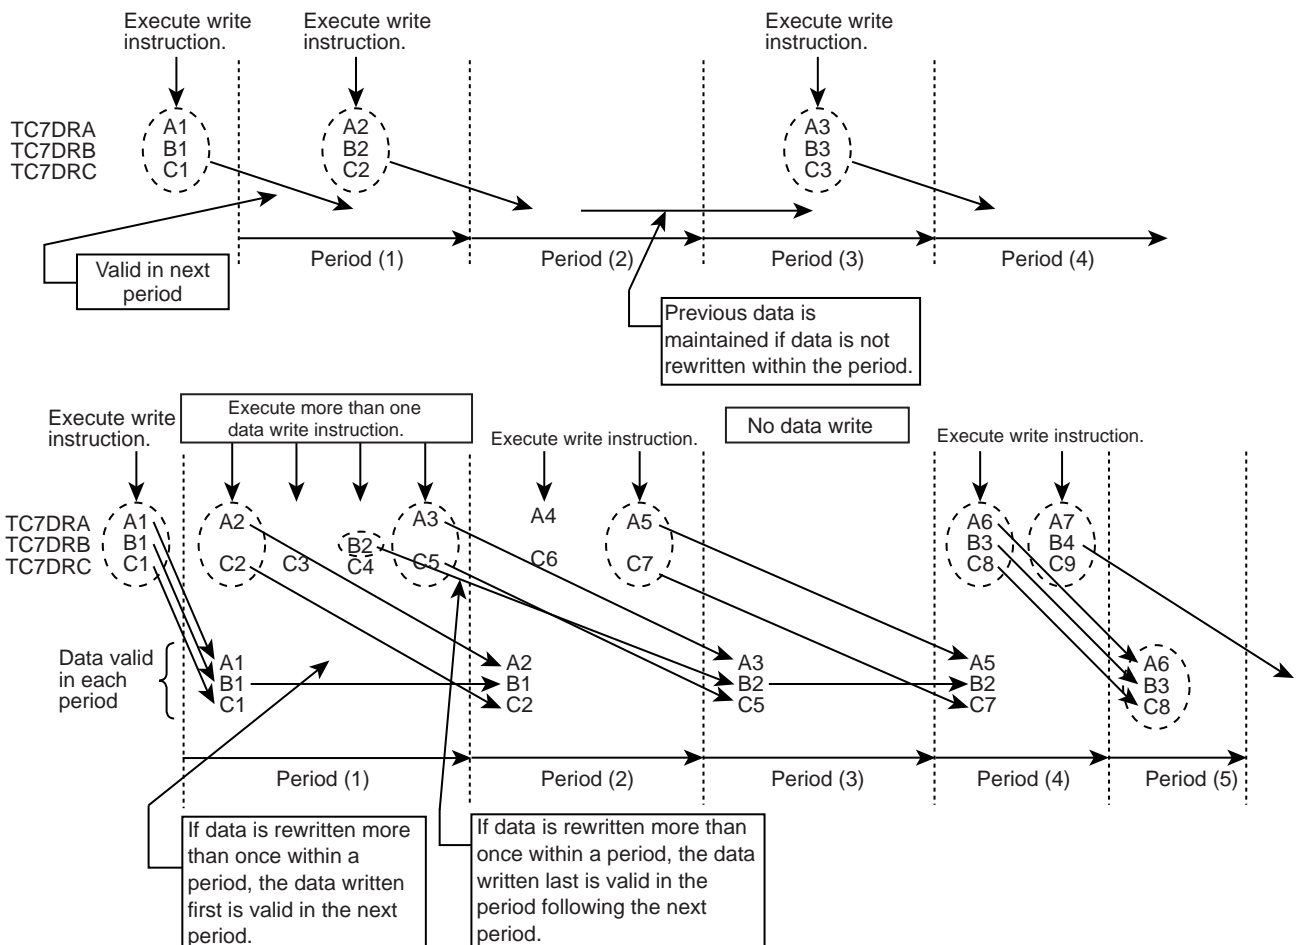 Execute write
instruction.
Execute write
instruction.
Execute write
instruction.
TC7DRA
TC7DRB
TC7DRC
A1
B1
C1
A2
B2
C2
A3
B3
C3
Period (1)
Period (2)
Period (3)
Period (4)
Valid in next
period
Previous data is
maintained if data is not
rewritten within the period.
Execute write
instruction.
Execute more than one
data write instruction.
Execute write instruction.
No data write
Execute write instruction.
TC7DRA
TC7DRB
TC7DRC
A1
B1
C1
A2
C2
C3
B2
C4
A3
C5
A4
C6
A5
C7
A6
B3
C8
A7
B4
C9
Data valid
in each
period
A1
B1
C1
A2
B1
C2
A3
B2
C5
A5
B2
C7
A6
B3
C8
Period (1)
Period (2)
Period (3)
Period (4)
Period (5)
If data is rewritten more
than once within a
period, the data written
first is valid in the next
period.
If data is rewritten more than
once within a period, the data
written last is valid in the
period following the next
period.